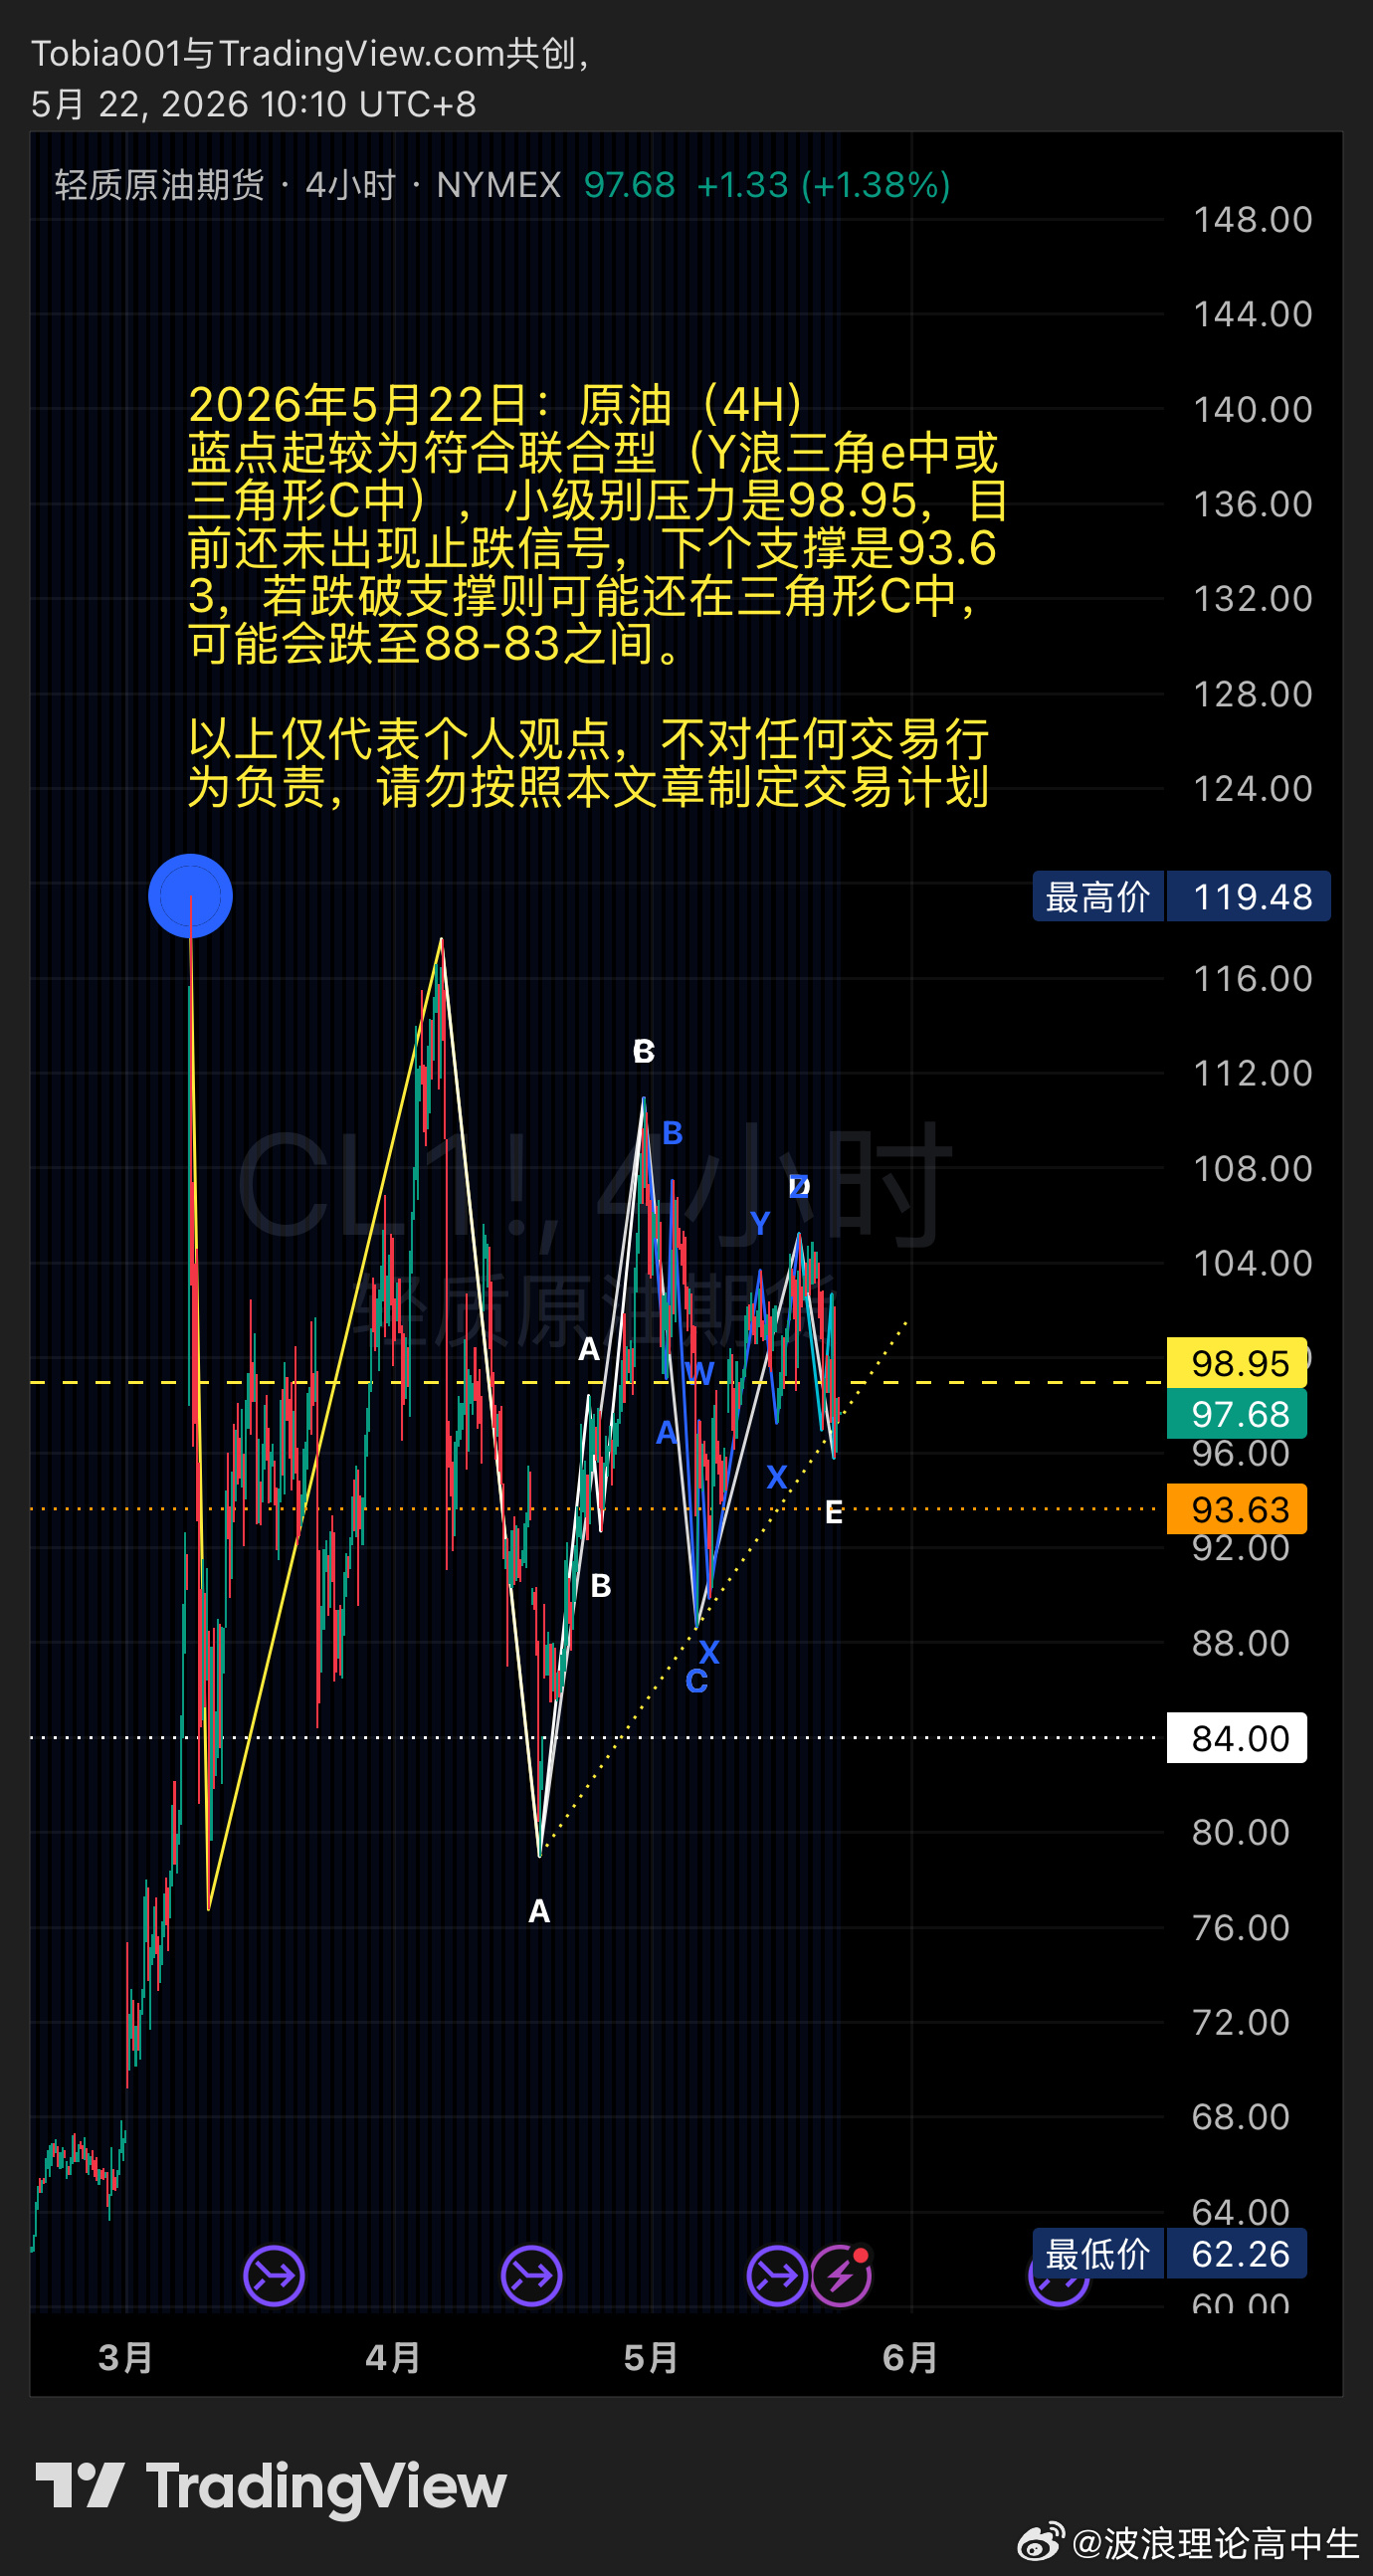 Tobia001与TradingView.com共创,
5月 22, 2026 10:10 UTC+8
轻质原油期货 · 4小时 · NYMEX 97.68 +1.33 (+1.38%)
148.00
144.00
2026年5月22日：原油（4H）
140.00
蓝点起较为符合联合型（Y浪三角e中或
三角形C中），小级别压力是98.95，目
136.00
前还未出现止跌信号，下个支撑是93.6
3，若跌破支撑则可能还在三角形C中，
132.00
可能会跌至88-83之间。
128.00
以上仅代表个人观点，不对任何交易行
为负责，请勿按照本文章制定交易计划
124.00
最高价 119.48
116.00
B
112.00
B
CL1!, 4小时
108.00
D
Z
Y
104.00
轻质原油期货
A
W
98.95
97.68
A
96.00
X
E
93.63
92.00
B
88.00
X
C
84.00
80.00
A
76.00
72.00
68.00
64.00
最低价 62.26
60.00
3月 4月 5月 6月
TradingView
@波浪理论高中生